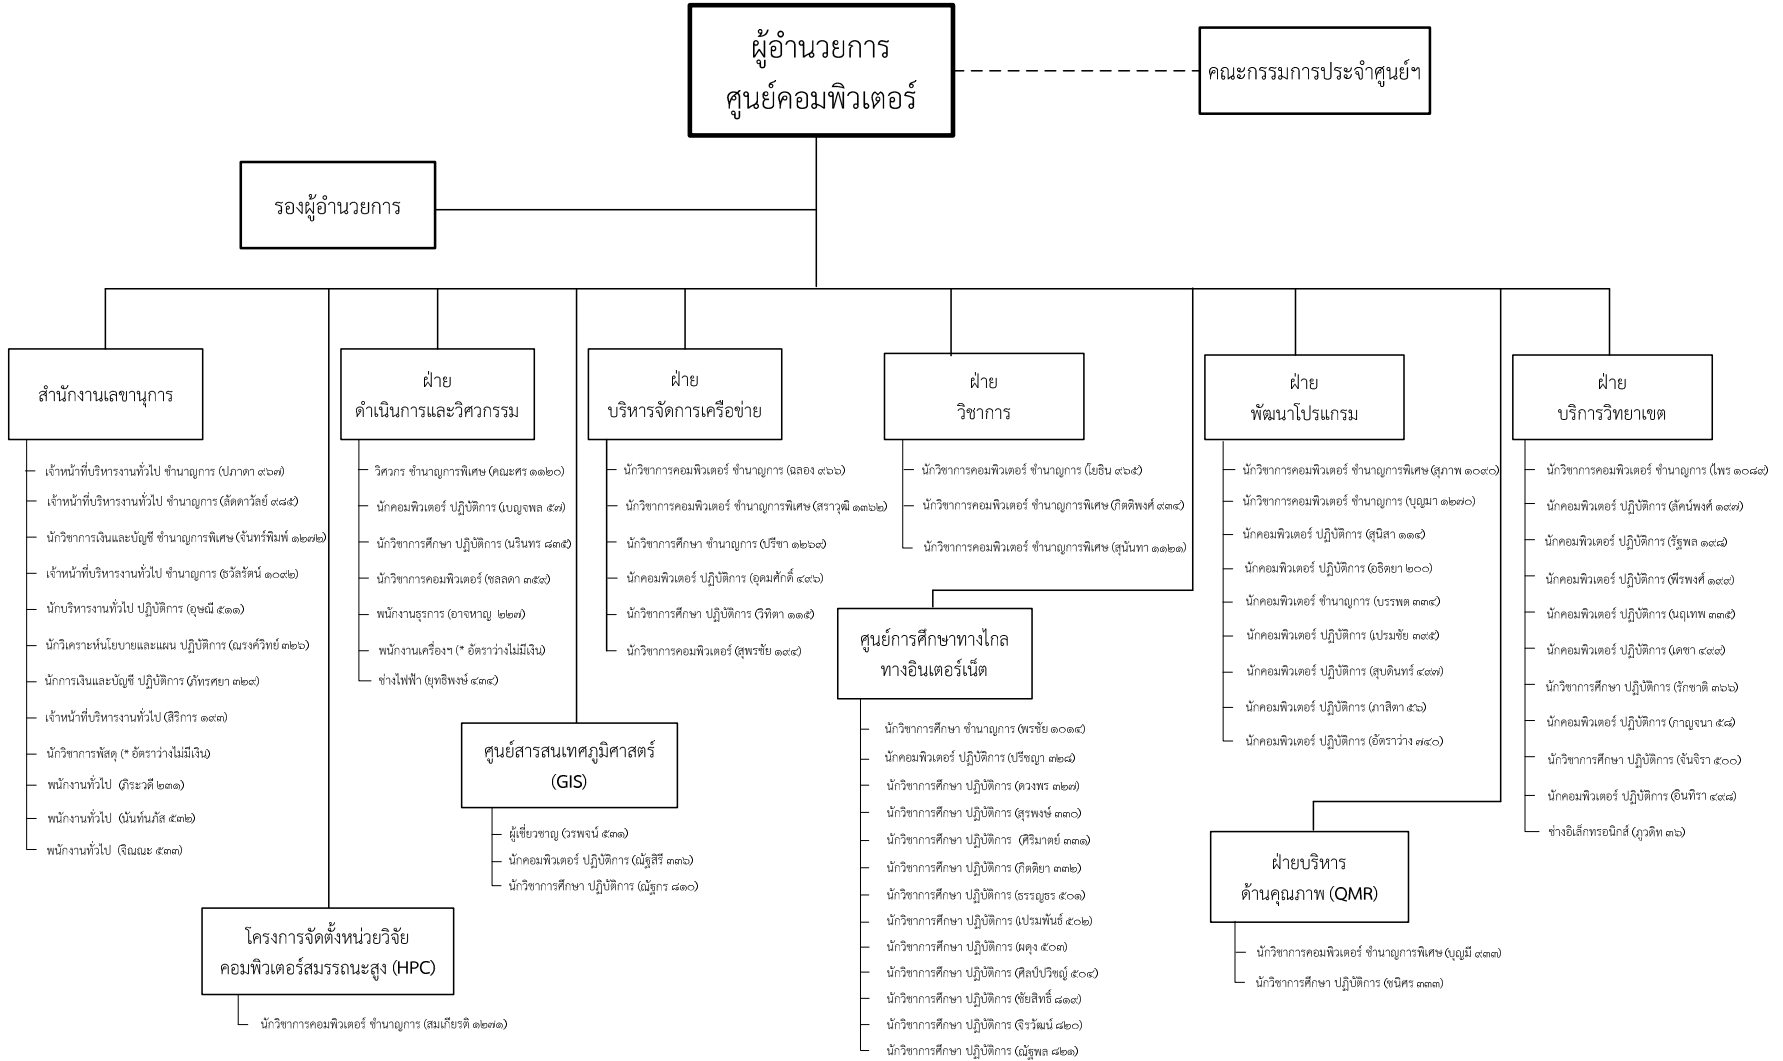 ผู้อำนวยการ
ศูนย์คอมพิวเตอร์
คณะกรรมการประจำศูนย์ฯ
รองผู้อำนวยการ
สำนักงานเลขานุการ
เจ้าหน้าที่บริหารงานทั่วไป ชำนาญการ (ปภาดา ๙๖๗)
เจ้าหน้าที่บริหารงานทั่วไป ชำนาญการ (ลัดดาวัลย์ ๙๘๕)
นักวิชาการเงินและบัญชี ชำนาญการพิเศษ (จันทร์พิมพ์ ๑๒๗๒)
เจ้าหน้าที่บริหารงานทั่วไป ชำนาญการ (ธวัลรัตน์ ๑๐๙๒)
นักบริหารงานทั่วไป ปฏิบัติการ (อุษณี ๕๑๑)
นักวิเคราะห์นโยบายและแผน ปฏิบัติการ (ณรงค์วิทย์ ๓๒๖)
นักการเงินและบัญชี ปฏิบัติการ (ภัทรศยา ๓๒๙)
เจ้าหน้าที่บริหารงานทั่วไป (สิริการ ๑๙๓)
นักวิชาการพัสดุ (* อัตราว่างไม่มีเงิน)
พนักงานทั่วไป (ภิระวดี ๒๓๑)
พนักงานทั่วไป (นันท์นภัส ๕๓๒)
พนักงานทั่วไป (จิณณะ ๕๓๓)
โครงการจัดตั้งหน่วยวิจัย
คอมพิวเตอร์สมรรถนะสูง (HPC)
นักวิชาการคอมพิวเตอร์ ชำนาญการ (สมเกียรติ ๑๒๗๑)
ฝ่าย
ดำเนินการและวิศวกรรม
วิศวกร ชำนาญการพิเศษ (คณะศร ๑๑๒๐)
นักคอมพิวเตอร์ ปฏิบัติการ (เบญจพล ๕๗)
นักวิชาการศึกษา ปฏิบัติการ (นรินทร ๘๓๕)
นักวิชาการคอมพิวเตอร์ (ชลลดา ๓๕๙)
พนักงานธุรการ (อาจหาญ ๒๒๗)
พนักงานเครื่องฯ (* อัตราว่างไม่มีเงิน)
ช่างไฟฟ้า (ยุทธิพงษ์ ๔๓๔)
ศูนย์สารสนเทศภูมิศาสตร์
(GIS)
ผู้เชี่ยวชาญ (วรพจน์ ๕๓๑)
นักคอมพิวเตอร์ ปฏิบัติการ (ณัฐสิรี ๓๓๖)
นักวิชาการศึกษา ปฏิบัติการ (ณัฐกร ๘๑๐)
ฝ่าย
บริหารจัดการเครือข่าย
นักวิชาการคอมพิวเตอร์ ชำนาญการ (ฉลอง ๙๖๖)
นักวิชาการคอมพิวเตอร์ ชำนาญการพิเศษ (สราวุฒิ ๑๓๖๒)
นักวิชาการศึกษา ชำนาญการ (ปรีชา ๑๒๖๙)
นักคอมพิวเตอร์ ปฏิบัติการ (อุดมศักดิ์ ๔๙๖)
นักวิชาการศึกษา ปฏิบัติการ (วิทิตา ๑๑๕)
นักวิชาการคอมพิวเตอร์ (สุพรชัย ๑๙๔)
ฝ่าย
วิชาการ
นักวิชาการคอมพิวเตอร์ ชำนาญการ (โยธิน ๙๖๕)
นักวิชาการคอมพิวเตอร์ ชำนาญการพิเศษ (กิตติพงศ์ ๙๓๔)
นักวิชาการคอมพิวเตอร์ ชำนาญการพิเศษ (สุนันทา ๑๑๒๑)
ศูนย์การศึกษาทางไกล
ทางอินเตอร์เน็ต
นักวิชาการศึกษา ชำนาญการ (พรชัย ๑๐๑๔)
นักคอมพิวเตอร์ ปฏิบัติการ (ปรีชญา ๓๒๘)
นักวิชาการศึกษา ปฏิบัติการ (ดวงพร ๓๒๗)
นักวิชาการศึกษา ปฏิบัติการ (สุรพงษ์ ๓๓๐)
นักวิชาการศึกษา ปฏิบัติการ (ศิริมาตย์ ๓๓๑)
นักวิชาการศึกษา ปฏิบัติการ (กิตติยา ๓๓๒)
นักวิชาการศึกษา ปฏิบัติการ (ธรรญธร ๕๐๑)
นักวิชาการศึกษา ปฏิบัติการ (เปรมพันธ์ ๕๐๒)
นักวิชาการศึกษา ปฏิบัติการ (ผดุง ๕๐๓)
นักวิชาการศึกษา ปฏิบัติการ (ศิลป์ปวิชญ์ ๕๐๔)
นักวิชาการศึกษา ปฏิบัติการ (ชัยสิทธิ์ ๘๑๙)
นักวิชาการศึกษา ปฏิบัติการ (จิรวัฒน์ ๘๒๐)
นักวิชาการศึกษา ปฏิบัติการ (ณัฐพล ๘๒๑)
ฝ่าย
พัฒนาโปรแกรม
นักวิชาการคอมพิวเตอร์ ชำนาญการพิเศษ (สุภาพ ๑๐๙๐)
นักวิชาการคอมพิวเตอร์ ชำนาญการ (บุญมา ๑๒๗๐)
นักคอมพิวเตอร์ ปฏิบัติการ (สุนิสา ๑๑๔)
นักคอมพิวเตอร์ ปฏิบัติการ (อธิตยา ๒๐๐)
นักคอมพิวเตอร์ ชำนาญการ (บรรพต ๓๓๔)
นักคอมพิวเตอร์ ปฏิบัติการ (เปรมชัย ๓๙๕)
นักคอมพิวเตอร์ ปฏิบัติการ (สุบดินทร์ ๔๙๗)
นักคอมพิวเตอร์ ปฏิบัติการ (ภาสิตา ๕๖)
นักคอมพิวเตอร์ ปฏิบัติการ (อัตราว่าง ๗๔๐)
ฝ่ายบริหาร
ด้านคุณภาพ (QMR)
นักวิชาการคอมพิวเตอร์ ชำนาญการพิเศษ (บุญมี ๙๓๓)
นักวิชาการศึกษา ปฏิบัติการ (ชนิศร ๓๓๓)
ฝ่าย
บริการวิทยาเขต
นักวิชาการคอมพิวเตอร์ ชำนาญการ (ไพร ๑๐๘๙)
นักคอมพิวเตอร์ ปฏิบัติการ (ลัคน์พงศ์ ๑๙๗)
นักคอมพิวเตอร์ ปฏิบัติการ (รัฐพล ๑๙๘)
นักคอมพิวเตอร์ ปฏิบัติการ (พีรพงศ์ ๑๙๙)
นักคอมพิวเตอร์ ปฏิบัติการ (นฤเทพ ๓๓๕)
นักคอมพิวเตอร์ ปฏิบัติการ (เดชา ๔๙๙)
นักวิชาการศึกษา ปฏิบัติการ (รักชาติ ๓๖๖)
นักคอมพิวเตอร์ ปฏิบัติการ (กาญจนา ๕๘)
นักวิชาการศึกษา ปฏิบัติการ (จันจิรา ๕๐๐)
นักคอมพิวเตอร์ ปฏิบัติการ (อินทิรา ๔๙๘)
ช่างอิเล็กทรอนิกส์ (ภูวดิท ๓๖)